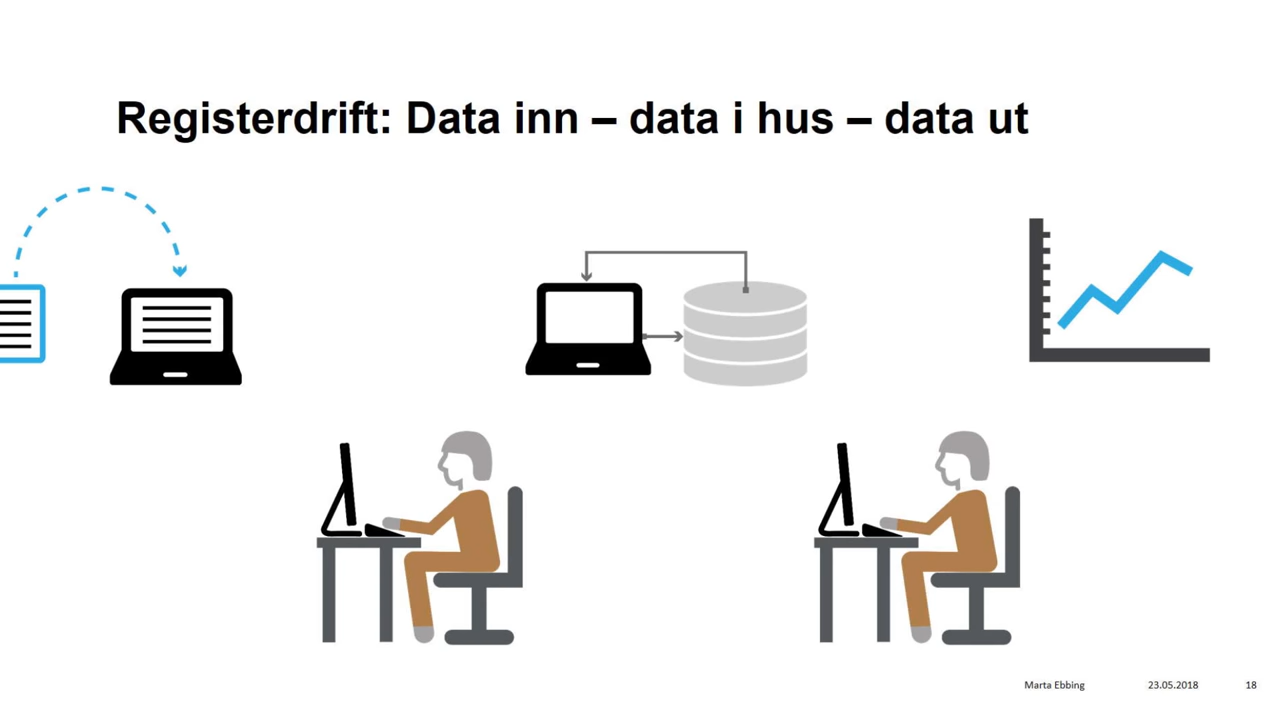 Registerdrift: Data inn – data i hus – data ut
Marta Ebbing 23.05.2018 18